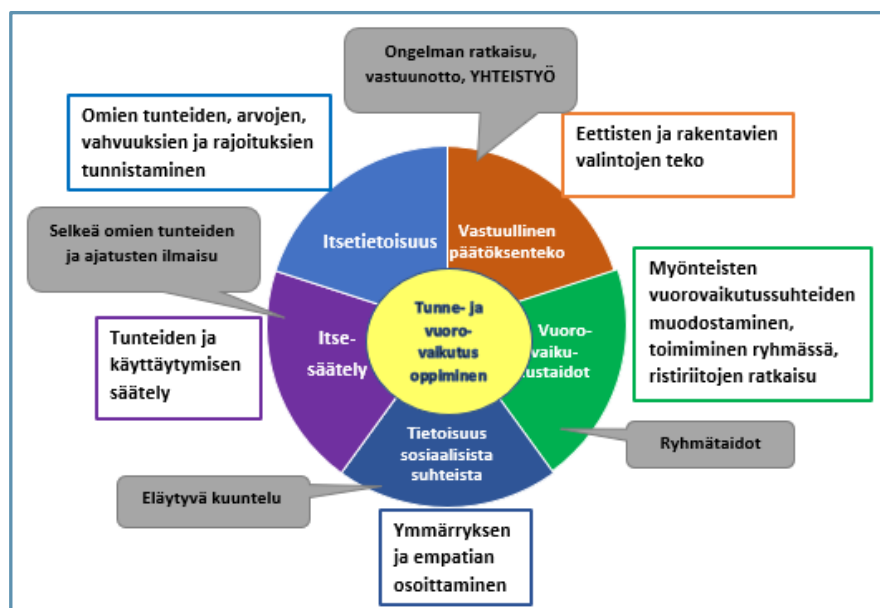 Ongelman ratkaisu,
vastuunotto, YHTEISTYÖ
Omien tunteiden, arvojen,
vahvuuksien ja rajoituksien
tunnistaminen
Eettisten ja rakentavien
valintojen teko
Selkeä omien tunteiden
ja ajatusten ilmaisu
Itsetietoisuus
Vastuullinen
päätöksenteko
Myönteisten
vuorovaikutussuhteiden
muodostaminen,
toimiminen ryhmässä,
ristiriitojen ratkaisu
Tunteiden ja
käyttäytymisen
säätely
Itse-
säätely
Tunne- ja
vuoro-
vaikutus
oppiminen
Vuoro-
vaiku-
tustaidot
Tietoisuus
sosiaalisista
suhteista
Ryhmätaidot
Eläytyvä kuuntelu
Ymmärryksen
ja empatian
osoittaminen